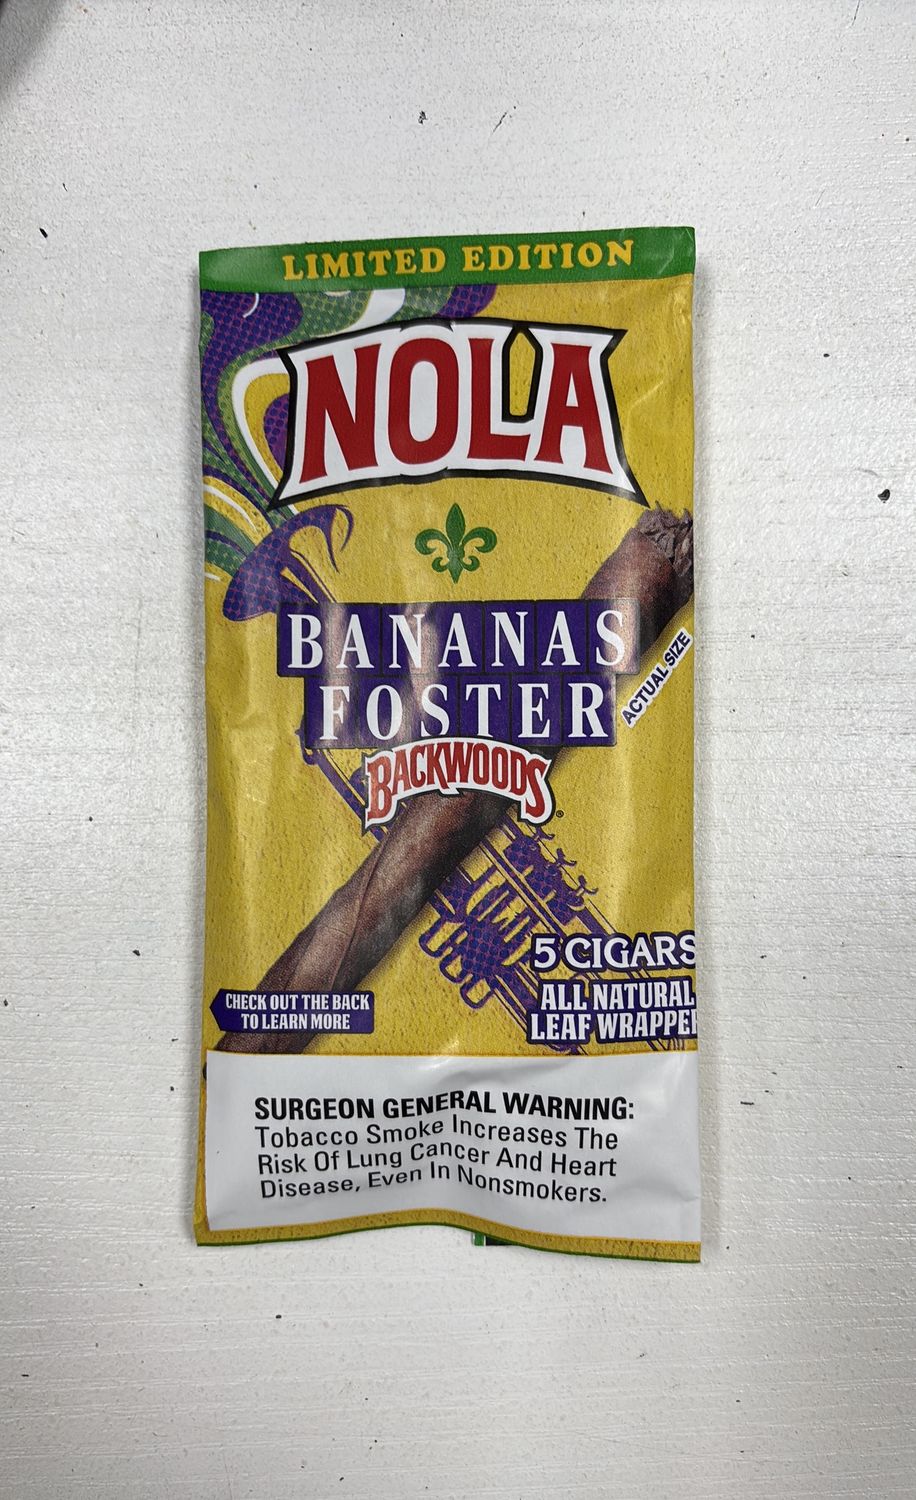 LIMITED EDITION
NOLA
BANANAS
FOSTER
BACKWOODS
ACTUAL SIZE
5 CIGARS
ALL NATURAL
LEAF WRAPPER
CHECK OUT THE BACK
TO LEARN MORE
SURGEON GENERAL WARNING:
Tobacco Smoke Increases The
Risk Of Lung Cancer And Heart
Disease, Even In Nonsmokers.